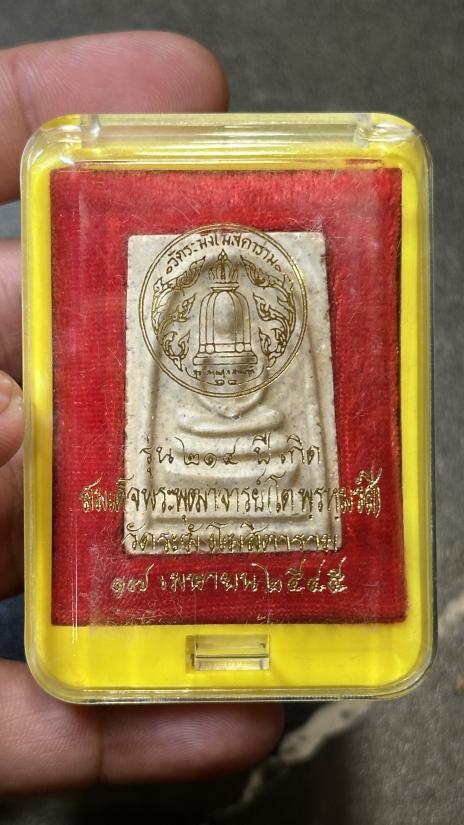 วัดระฆังโฆสิตาราม
รุ่น ๒๑๔ ปีเกิด
สมเด็จพระพุฒาจารย์(โต พฺรหฺมรํสี)
วัดระฆังโฆสิตาราม
๑๗ เมษายน ๒๕๔๕